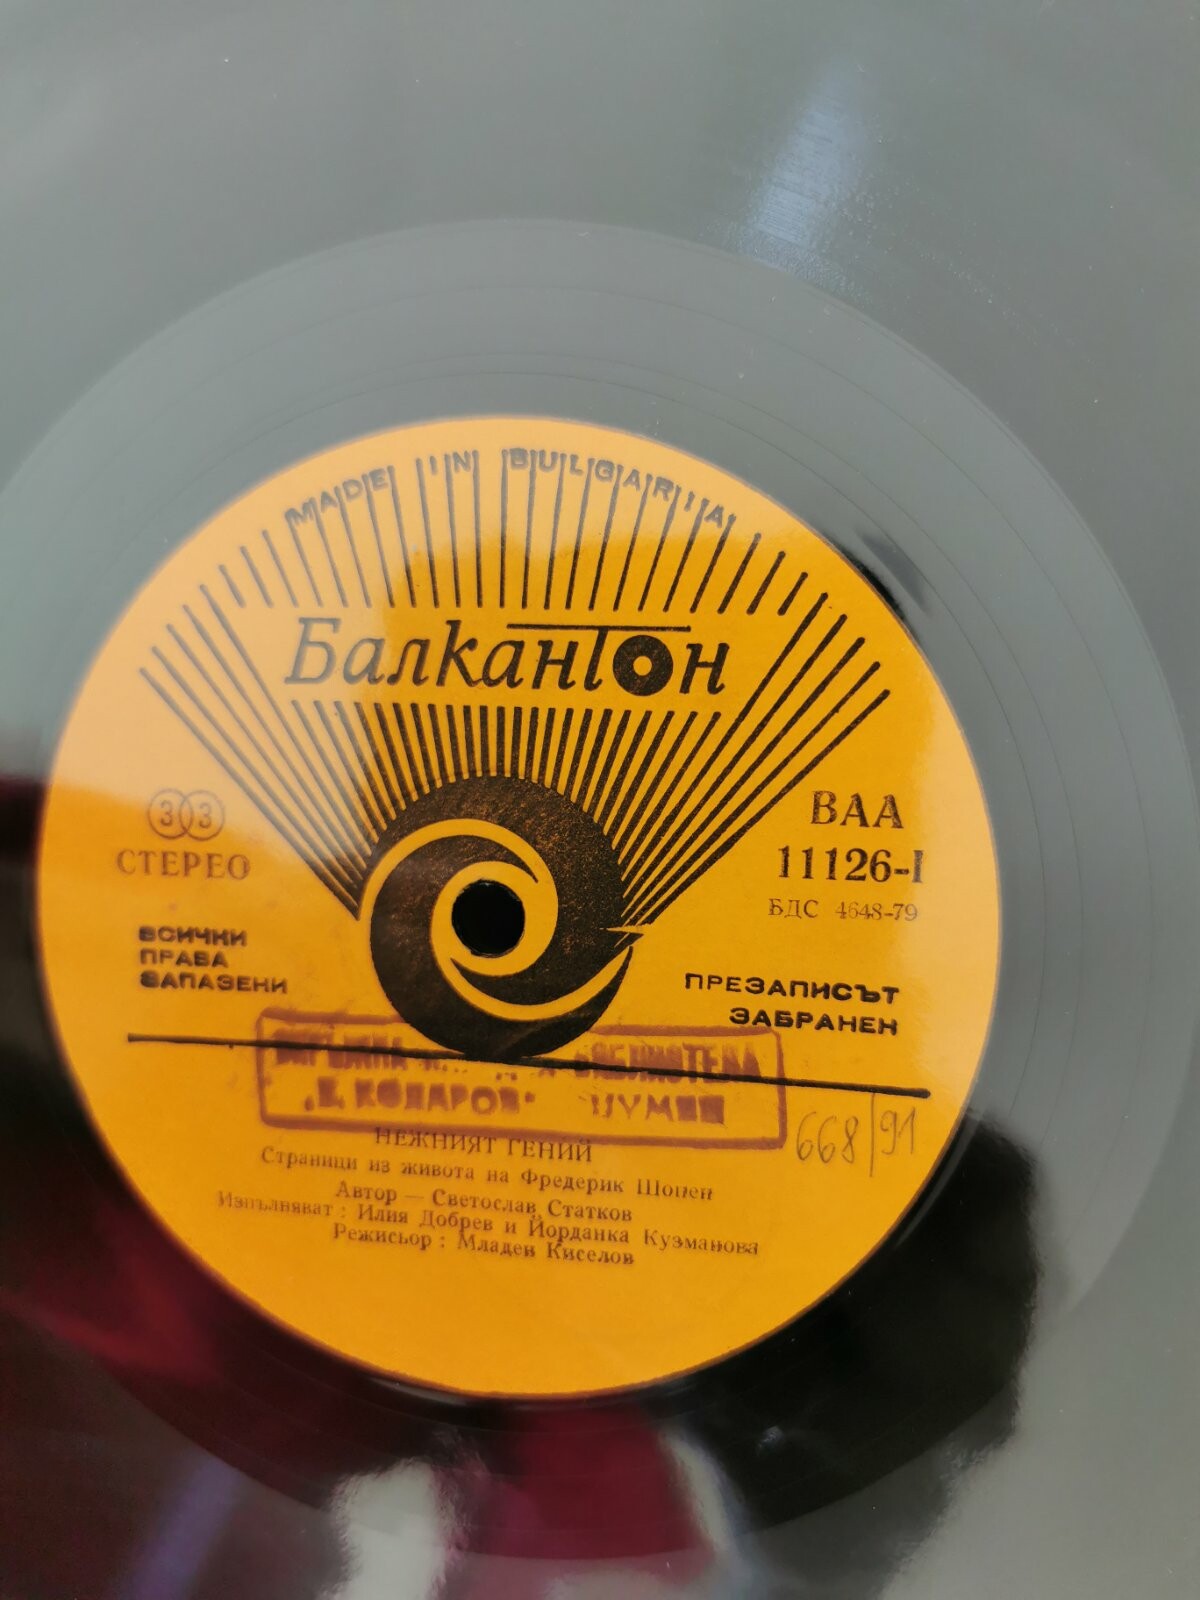 MADE IN BULGARIA
Балкантон
33
СТЕРЕО
ВАА
11126-I
БДС 4648-79
ВСИЧКИ
ПРАВА
ЗАПАЗЕНИ
ПРЕЗАПИСЪТ
ЗАБРАНЕН
БИБЛИОТЕКА
668/91
НЕЖНИЯТ ГЕНИЙ
Страници из живота на Фредерик Шопен
Автор — Светослав Статков
Изпълняват : Илия Добрев и Йорданка Кузманова
Режисьор : Младен Киселов